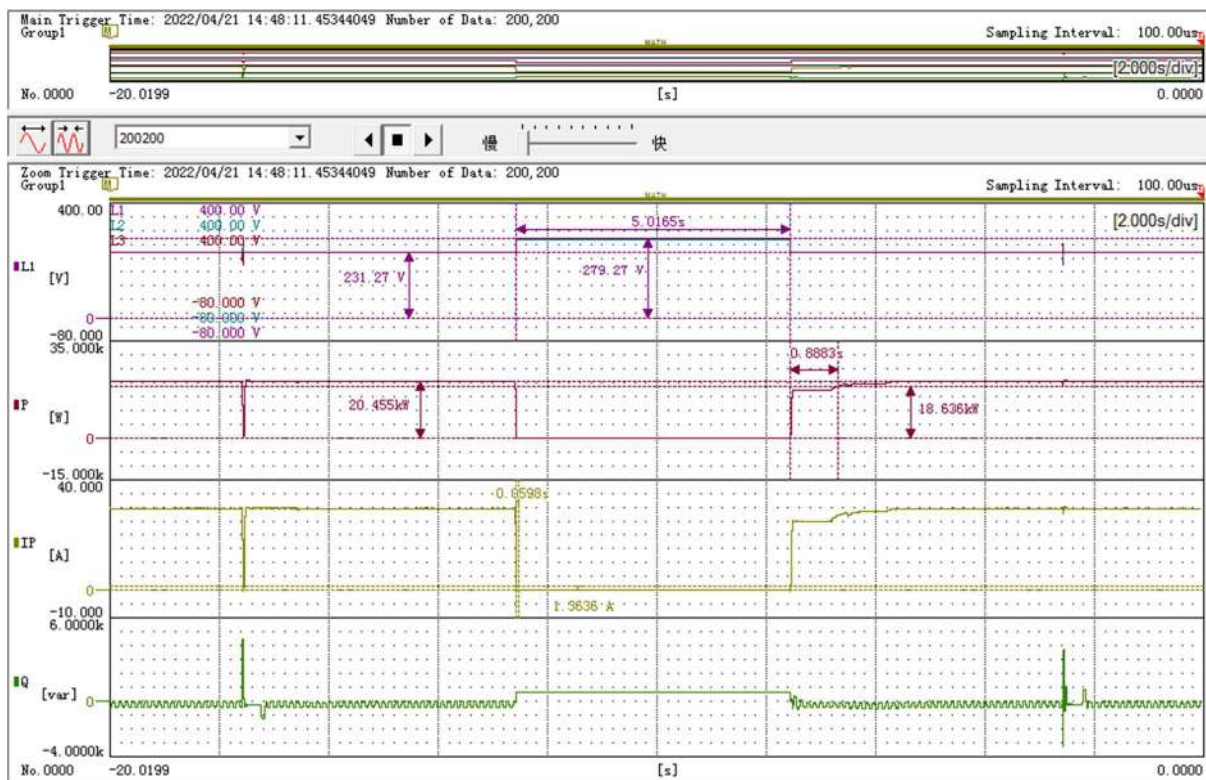 Main Trigger Time: 2022/04/21 14:48:11.45344049 Number of Data: 200,200
Group1 Sampling Interval: 100.00us
MATH
[2.000s/div]
No.0000 -20.0199 [s] 0.0000
200200 慢 快
Zoom Trigger Time: 2022/04/21 14:48:11.45344049 Number of Data: 200,200
Group1 Sampling Interval: 100.00us
MATH
400.00 L1 400.00 V
L2 400.00 V
L3 400.00 V
[2.000s/div]
5.0165s
L1
[V]
231.27 V
279.27 V
-80.000 V
-80.000 V
0 -80.000 V
-80.000
35.000k
0.8883s
P
[W]
20.455kW
18.636kW
0
-15.000k
40.000
0.0598s
IP
[A]
0
1.3636 A
-10.000
6.0000k
Q
[var]
0
-4.0000k
No.0000 -20.0199 [s] 0.0000